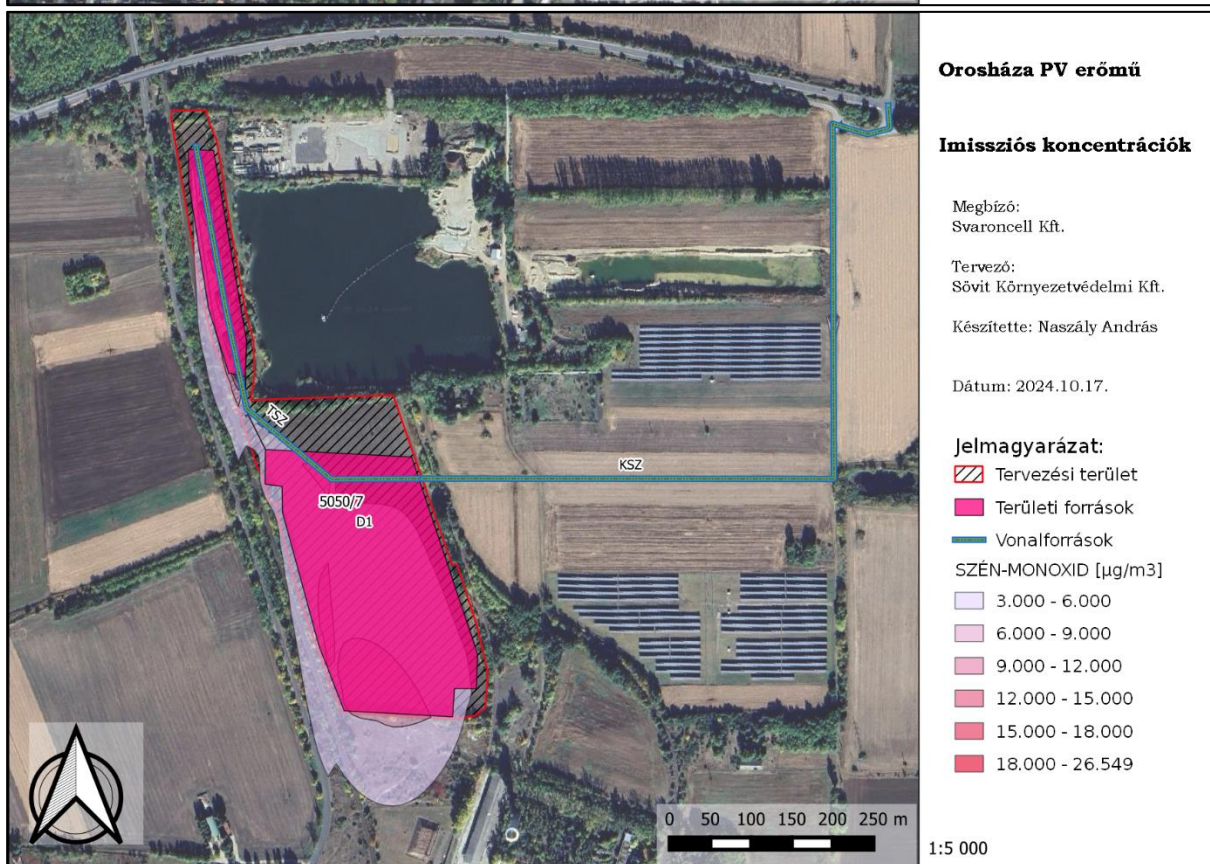 Orosháza PV erőmű
Imissziós koncentrációk
Megbízó:
Svaroncell Kft.
Tervező:
Sövit Környezetvédelmi Kft.
Készítette: Naszály András
Dátum: 2024.10.17.
Jelmagyarázat:
Tervezési terület
Területi források
Vonalforrások
SZÉN-MONOXID [µg/m3]
3.000 - 6.000
6.000 - 9.000
9.000 - 12.000
12.000 - 15.000
15.000 - 18.000
18.000 - 26.549
TSZ
KSZ
5050/7
D1
0 50 100 150 200 250 m
1:5 000